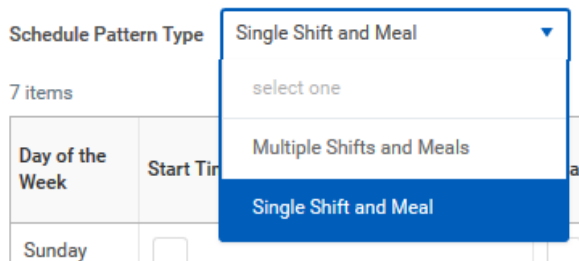 Schedule Pattern Type Single Shift and Meal
7 items
select one
Multiple Shifts and Meals
Single Shift and Meal
Day of the
Week
Start
Sunday